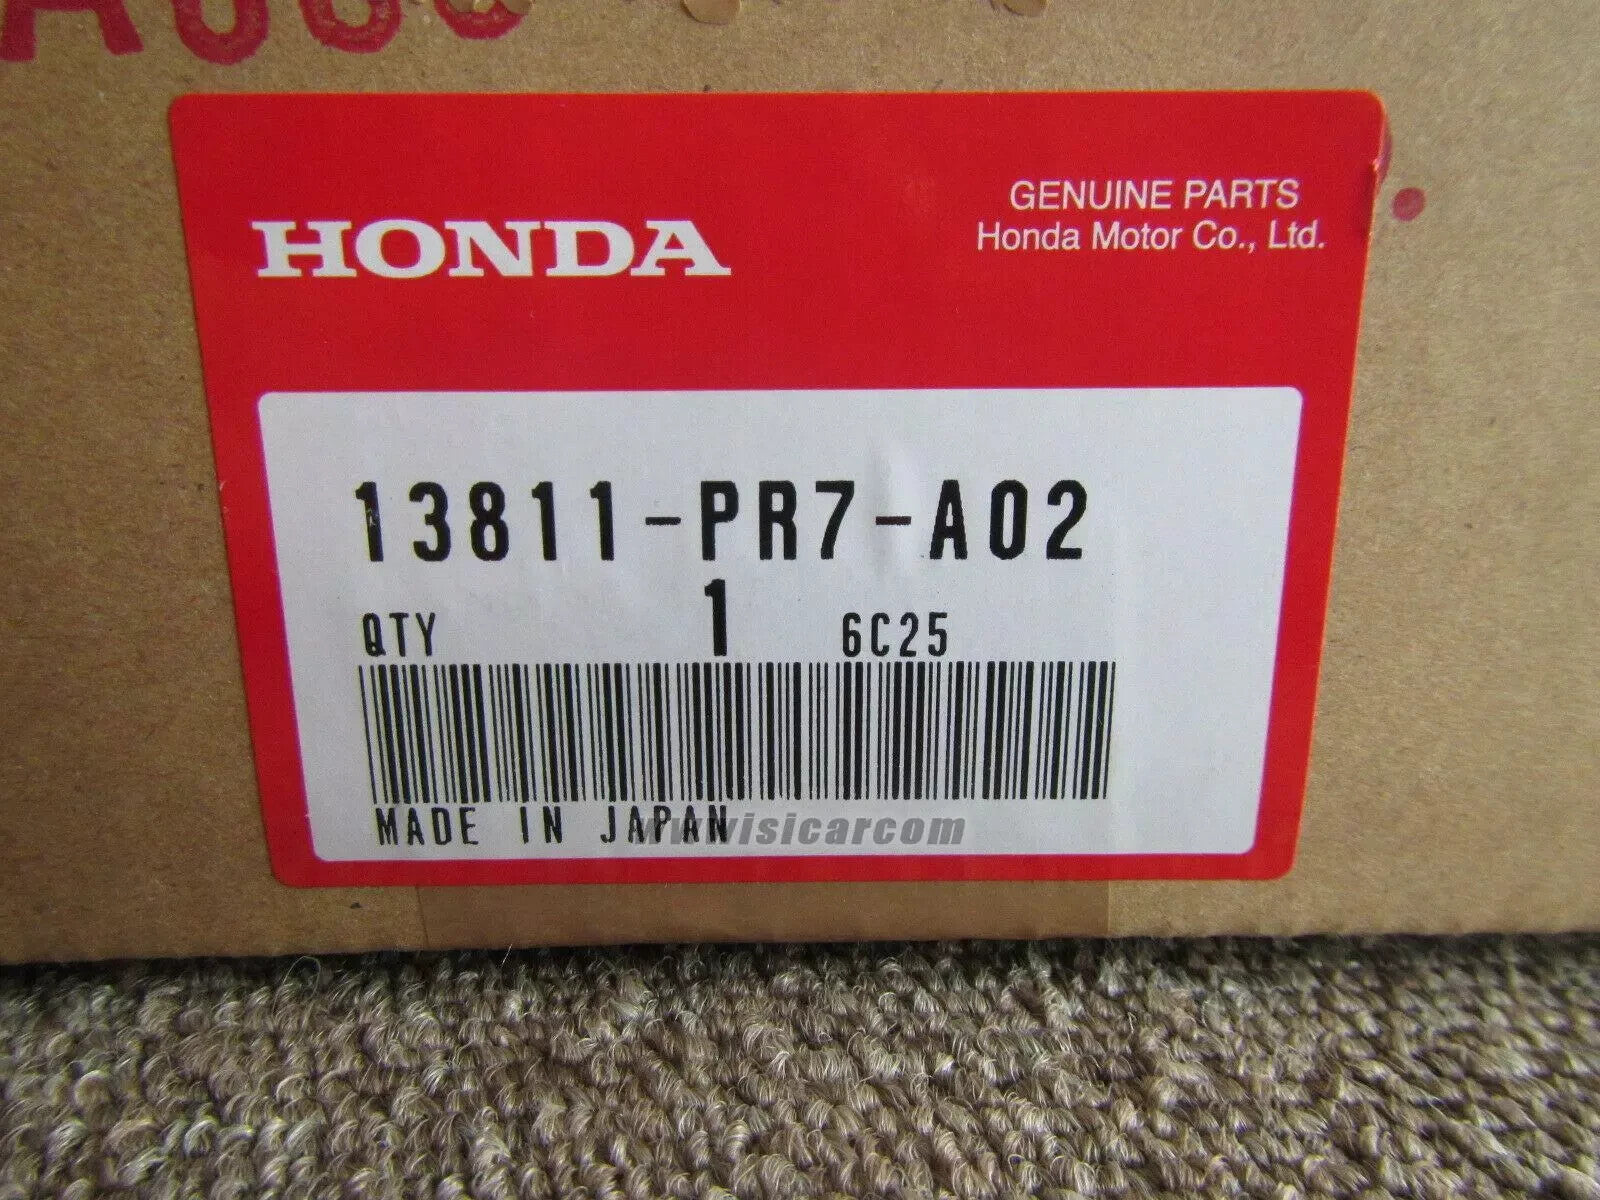 HONDA
GENUINE PARTS
Honda Motor Co., Ltd.
13811-PR7-A02
QTY 1 6C25
MADE IN JAPAN